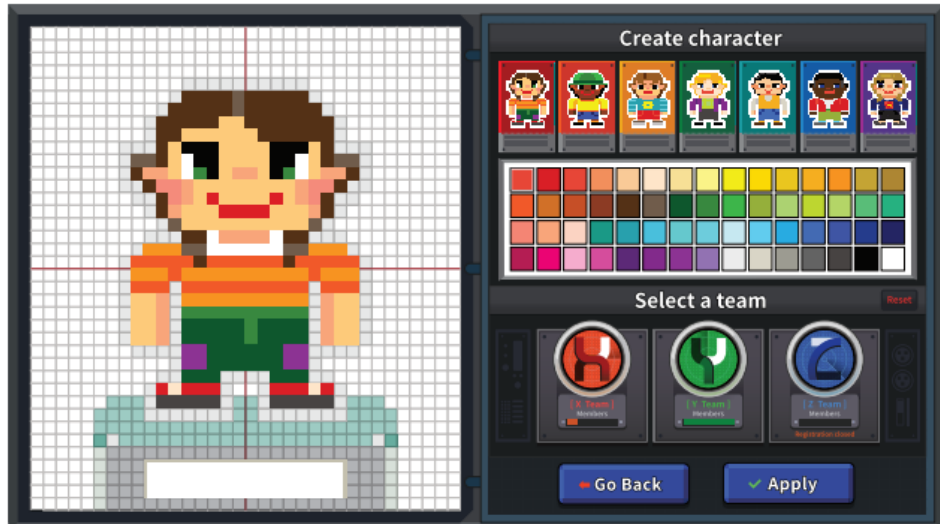 Create character
Select a team
Reset
[ X Team ]
Members
[ Y Team ]
Members
[ Z Team ]
Members
Registration closed
Go Back
Apply